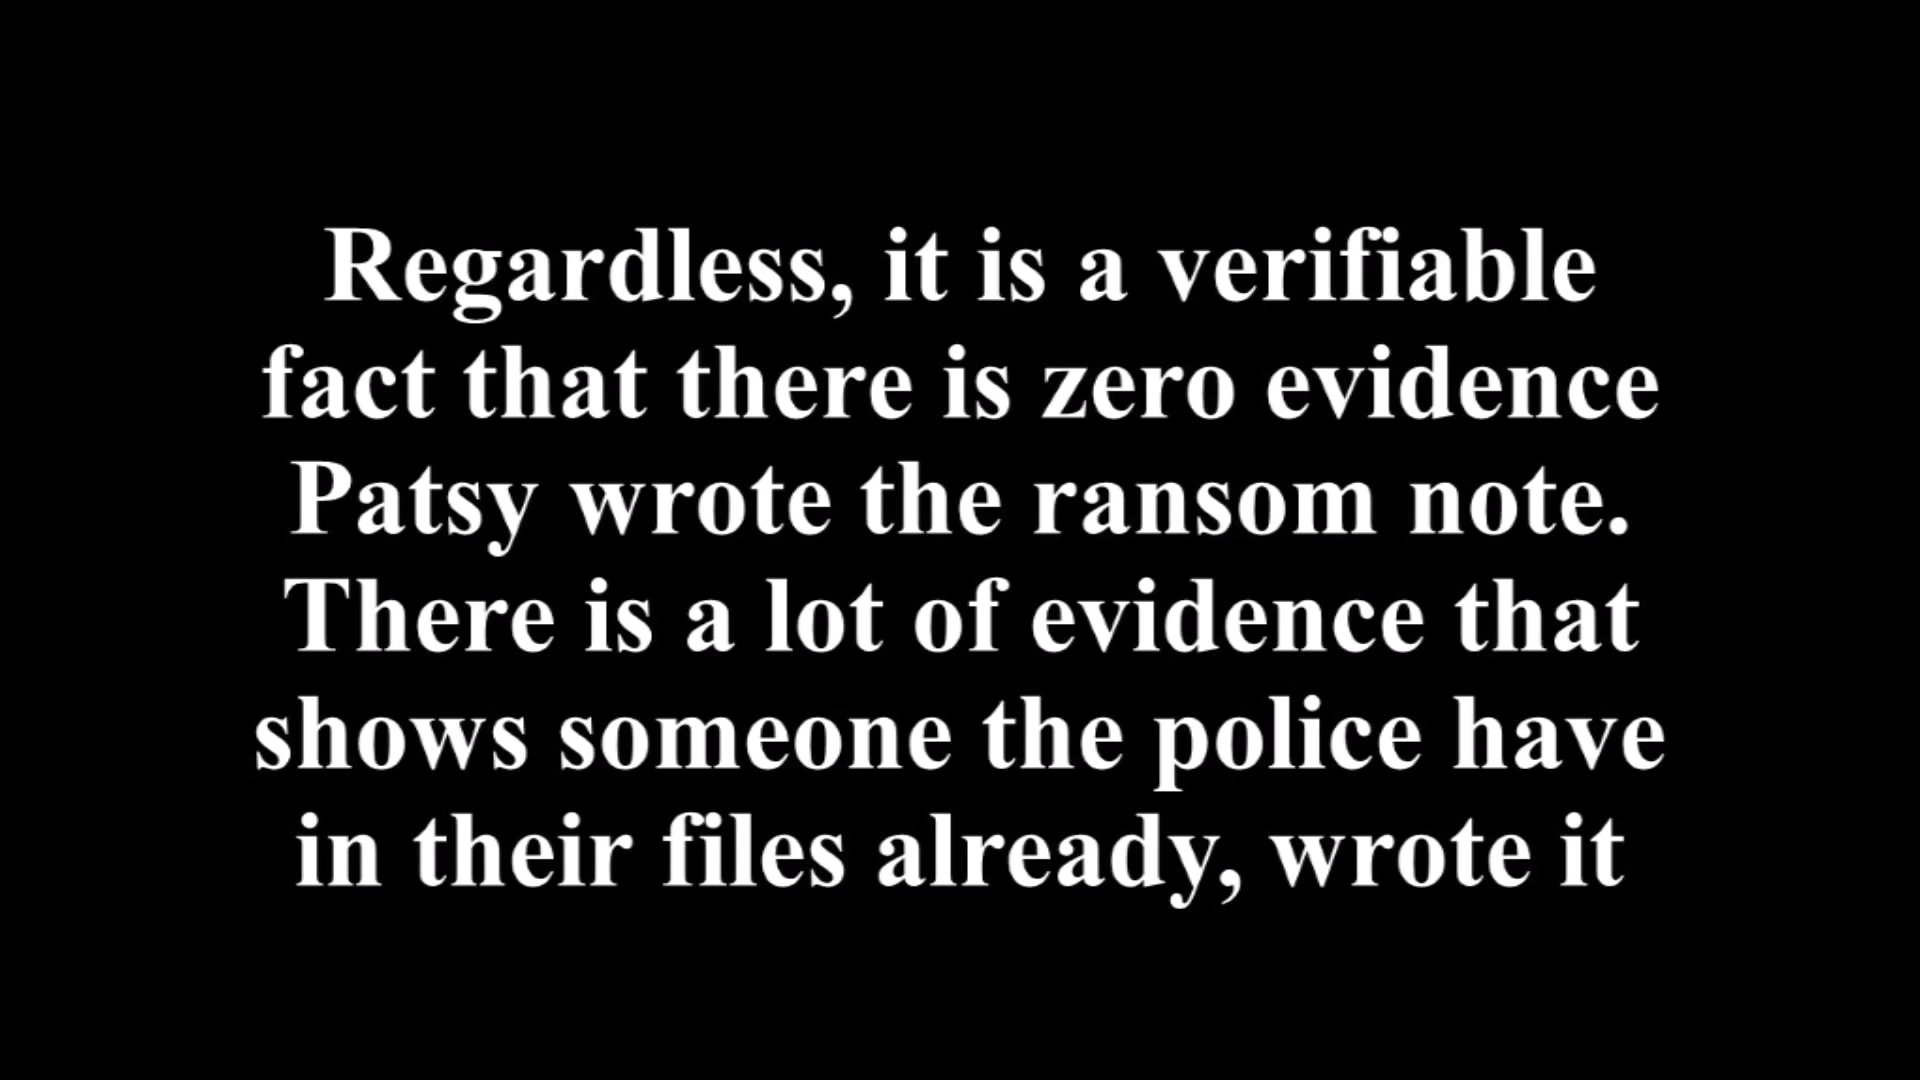 Regardless, it is a verifiable
fact that there is zero evidence
Patsy wrote the ransom note.
There is a lot of evidence that
shows someone the police have
in their files already, wrote it